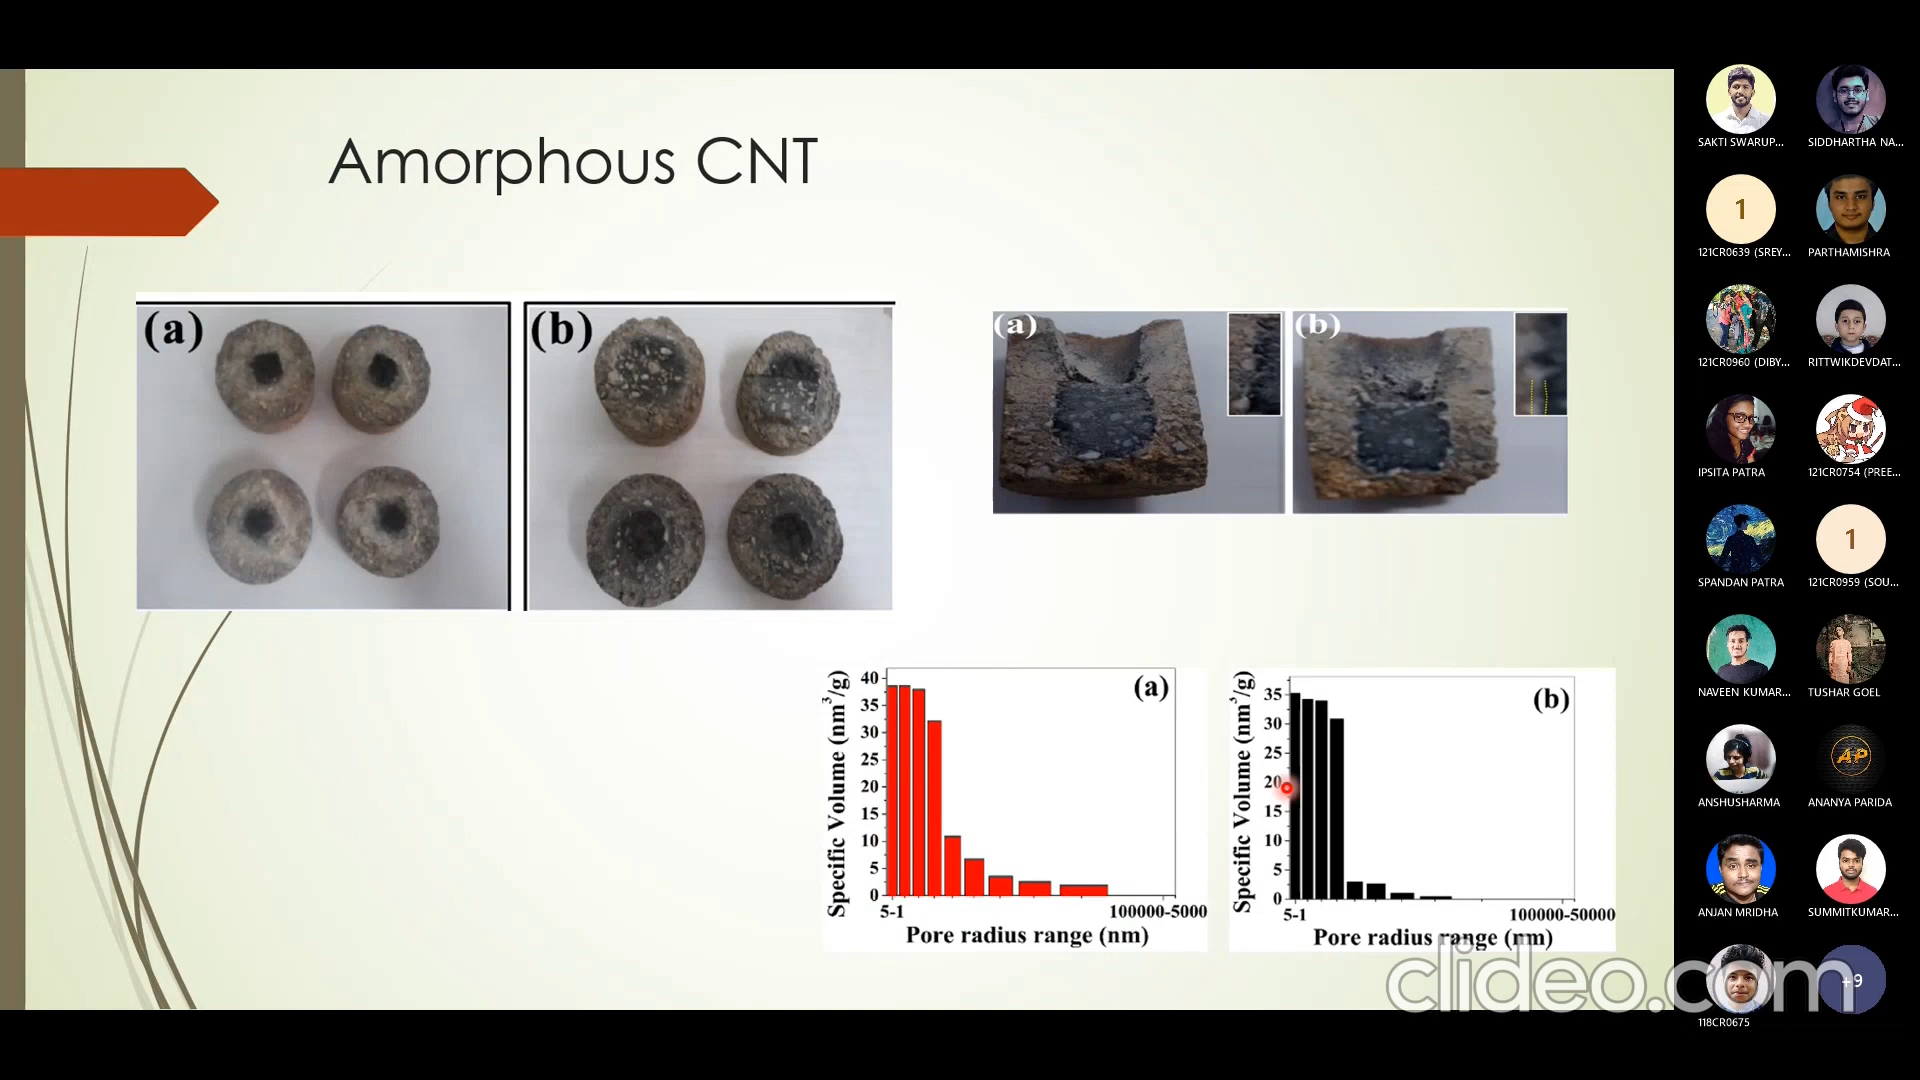 Amorphous CNT
(a)
(b)
(a)
(b)
Specific Volume (nm³/g)
40
35
30
25
20
15
10
5
0
(a)
5-1
100000-5000
Pore radius range (nm)
Specific Volume (nm³/g)
35
30
25
20
15
10
5
0
(b)
5-1
100000-50000
Pore radius range (nm)
SAKTI SWARUP...
SIDDHARTHA NA...
1
121CR0639 (SREY...
PARTHAMISHRA
121CR0960 (DIBY...
RITTWIKDEVDAT...
IPSITA PATRA
121CR0754 (PREE...
SPANDAN PATRA
1
121CR0959 (SOU...
NAVEEN KUMAR...
TUSHAR GOEL
ANSHUSHARMA
AP
ANANYA PARIDA
ANJAN MRIDHA
SUMMITKUMAR...
118CR0675
+9
clideo.com